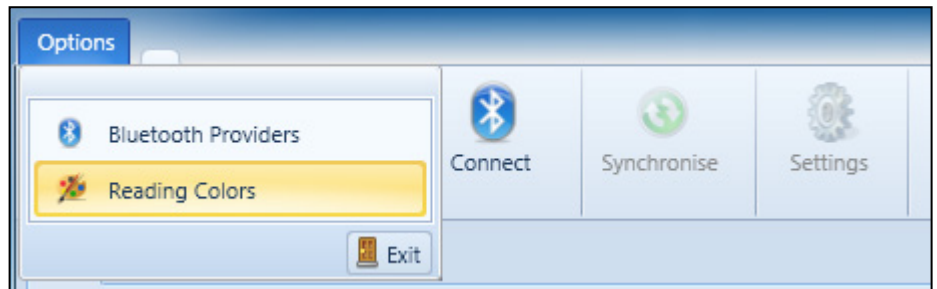 Options
Bluetooth Providers
Reading Colors
Exit
Connect
Synchronise
Settings